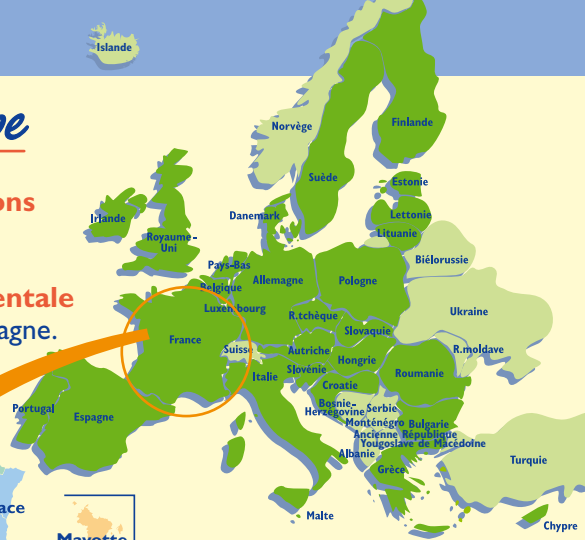 Islande
pe
Norvège
Finlande
ons
Suède
Estonie
Irlande
Danemark
Lettonie
Lituanie
Royaume-
Uni
Biélorussie
Pays-Bas
Belgique
Allemagne
Pologne
entale
Luxembourg
R.tchèque
Ukraine
agne.
Slovaquie
France
Suisse
Autriche
Hongrie
R.moldave
Slovénie
Italie
Roumanie
Croatie
Portugal
Espagne
Bosnie-
Herzégovine
Serbie
Monténégro
Bulgarie
Ancienne République
Yougoslave de Macédoine
Albanie
Turquie
Grèce
ace
Malte
Chypre
Mayotte